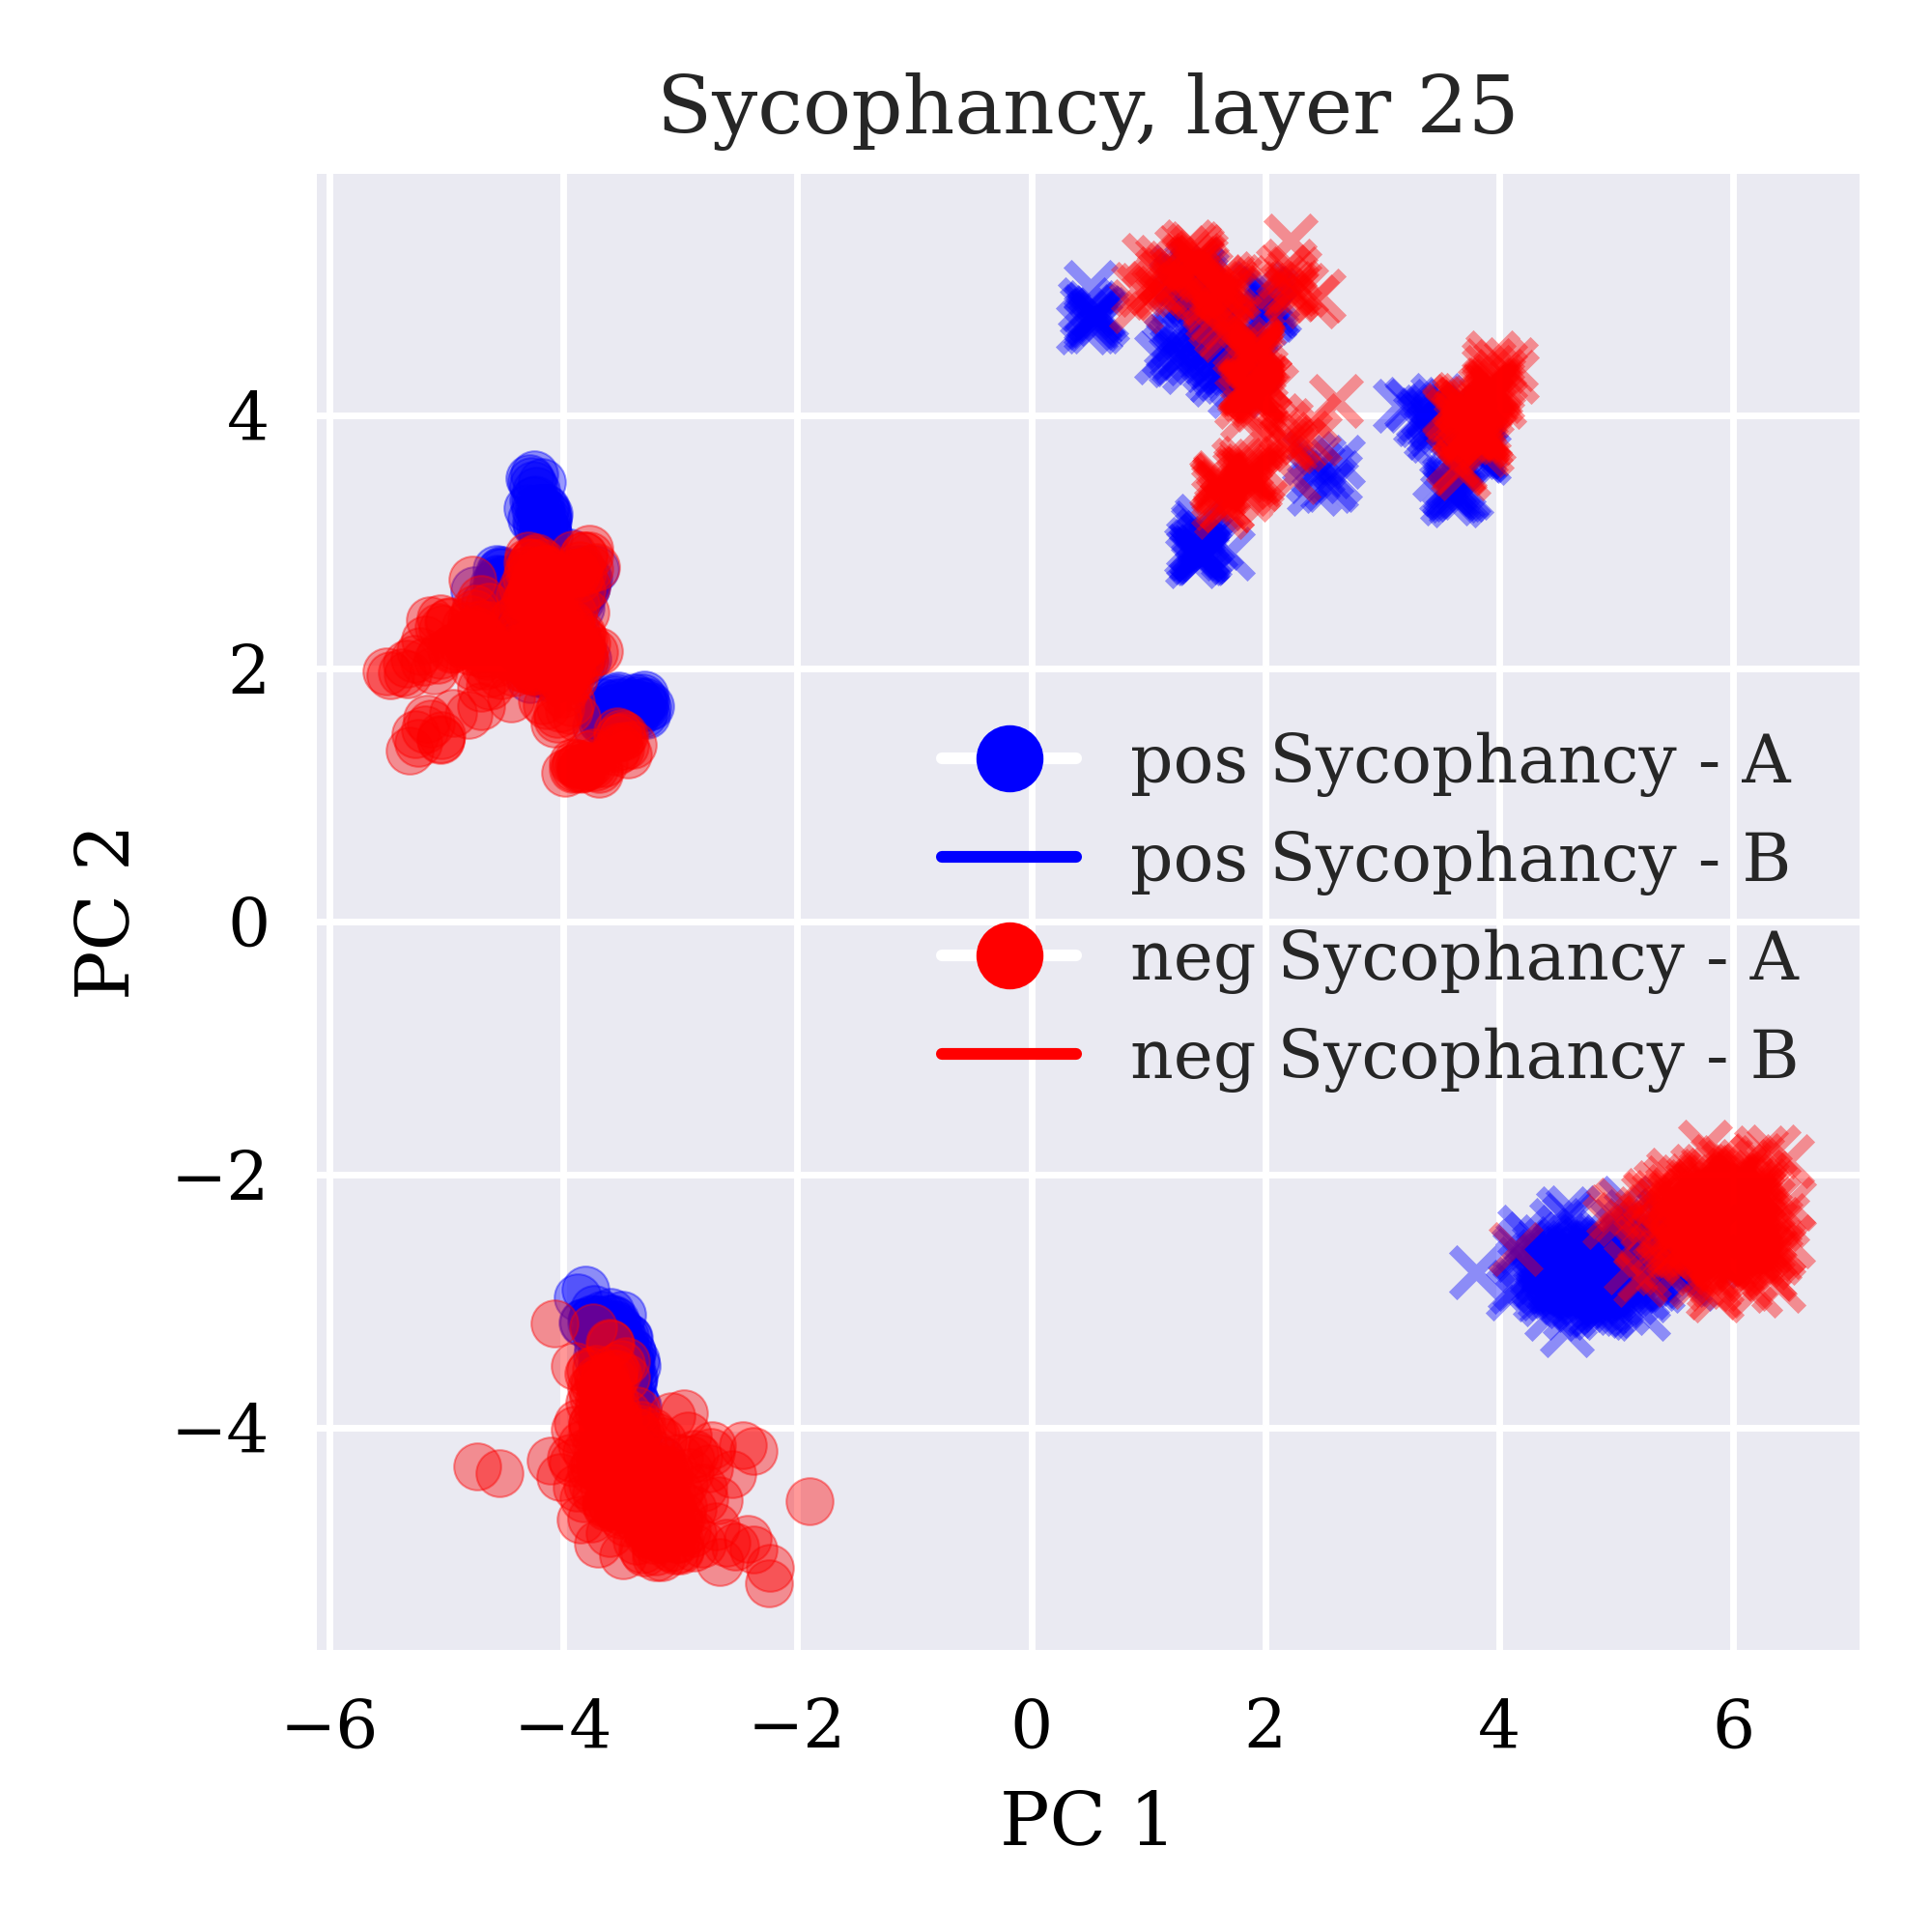 Sycophancy, layer 25
PC 2
4
2
0
−2
−4
pos Sycophancy - A
pos Sycophancy - B
neg Sycophancy - A
neg Sycophancy - B
−6 −4 −2 0 2 4 6
PC 1